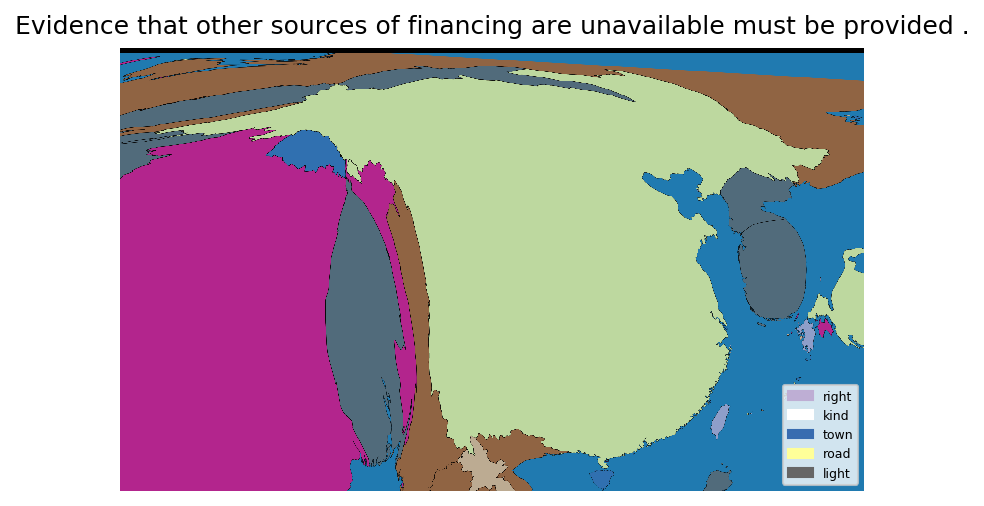 Evidence that other sources of financing are unavailable must be provided .
right
kind
town
road
light